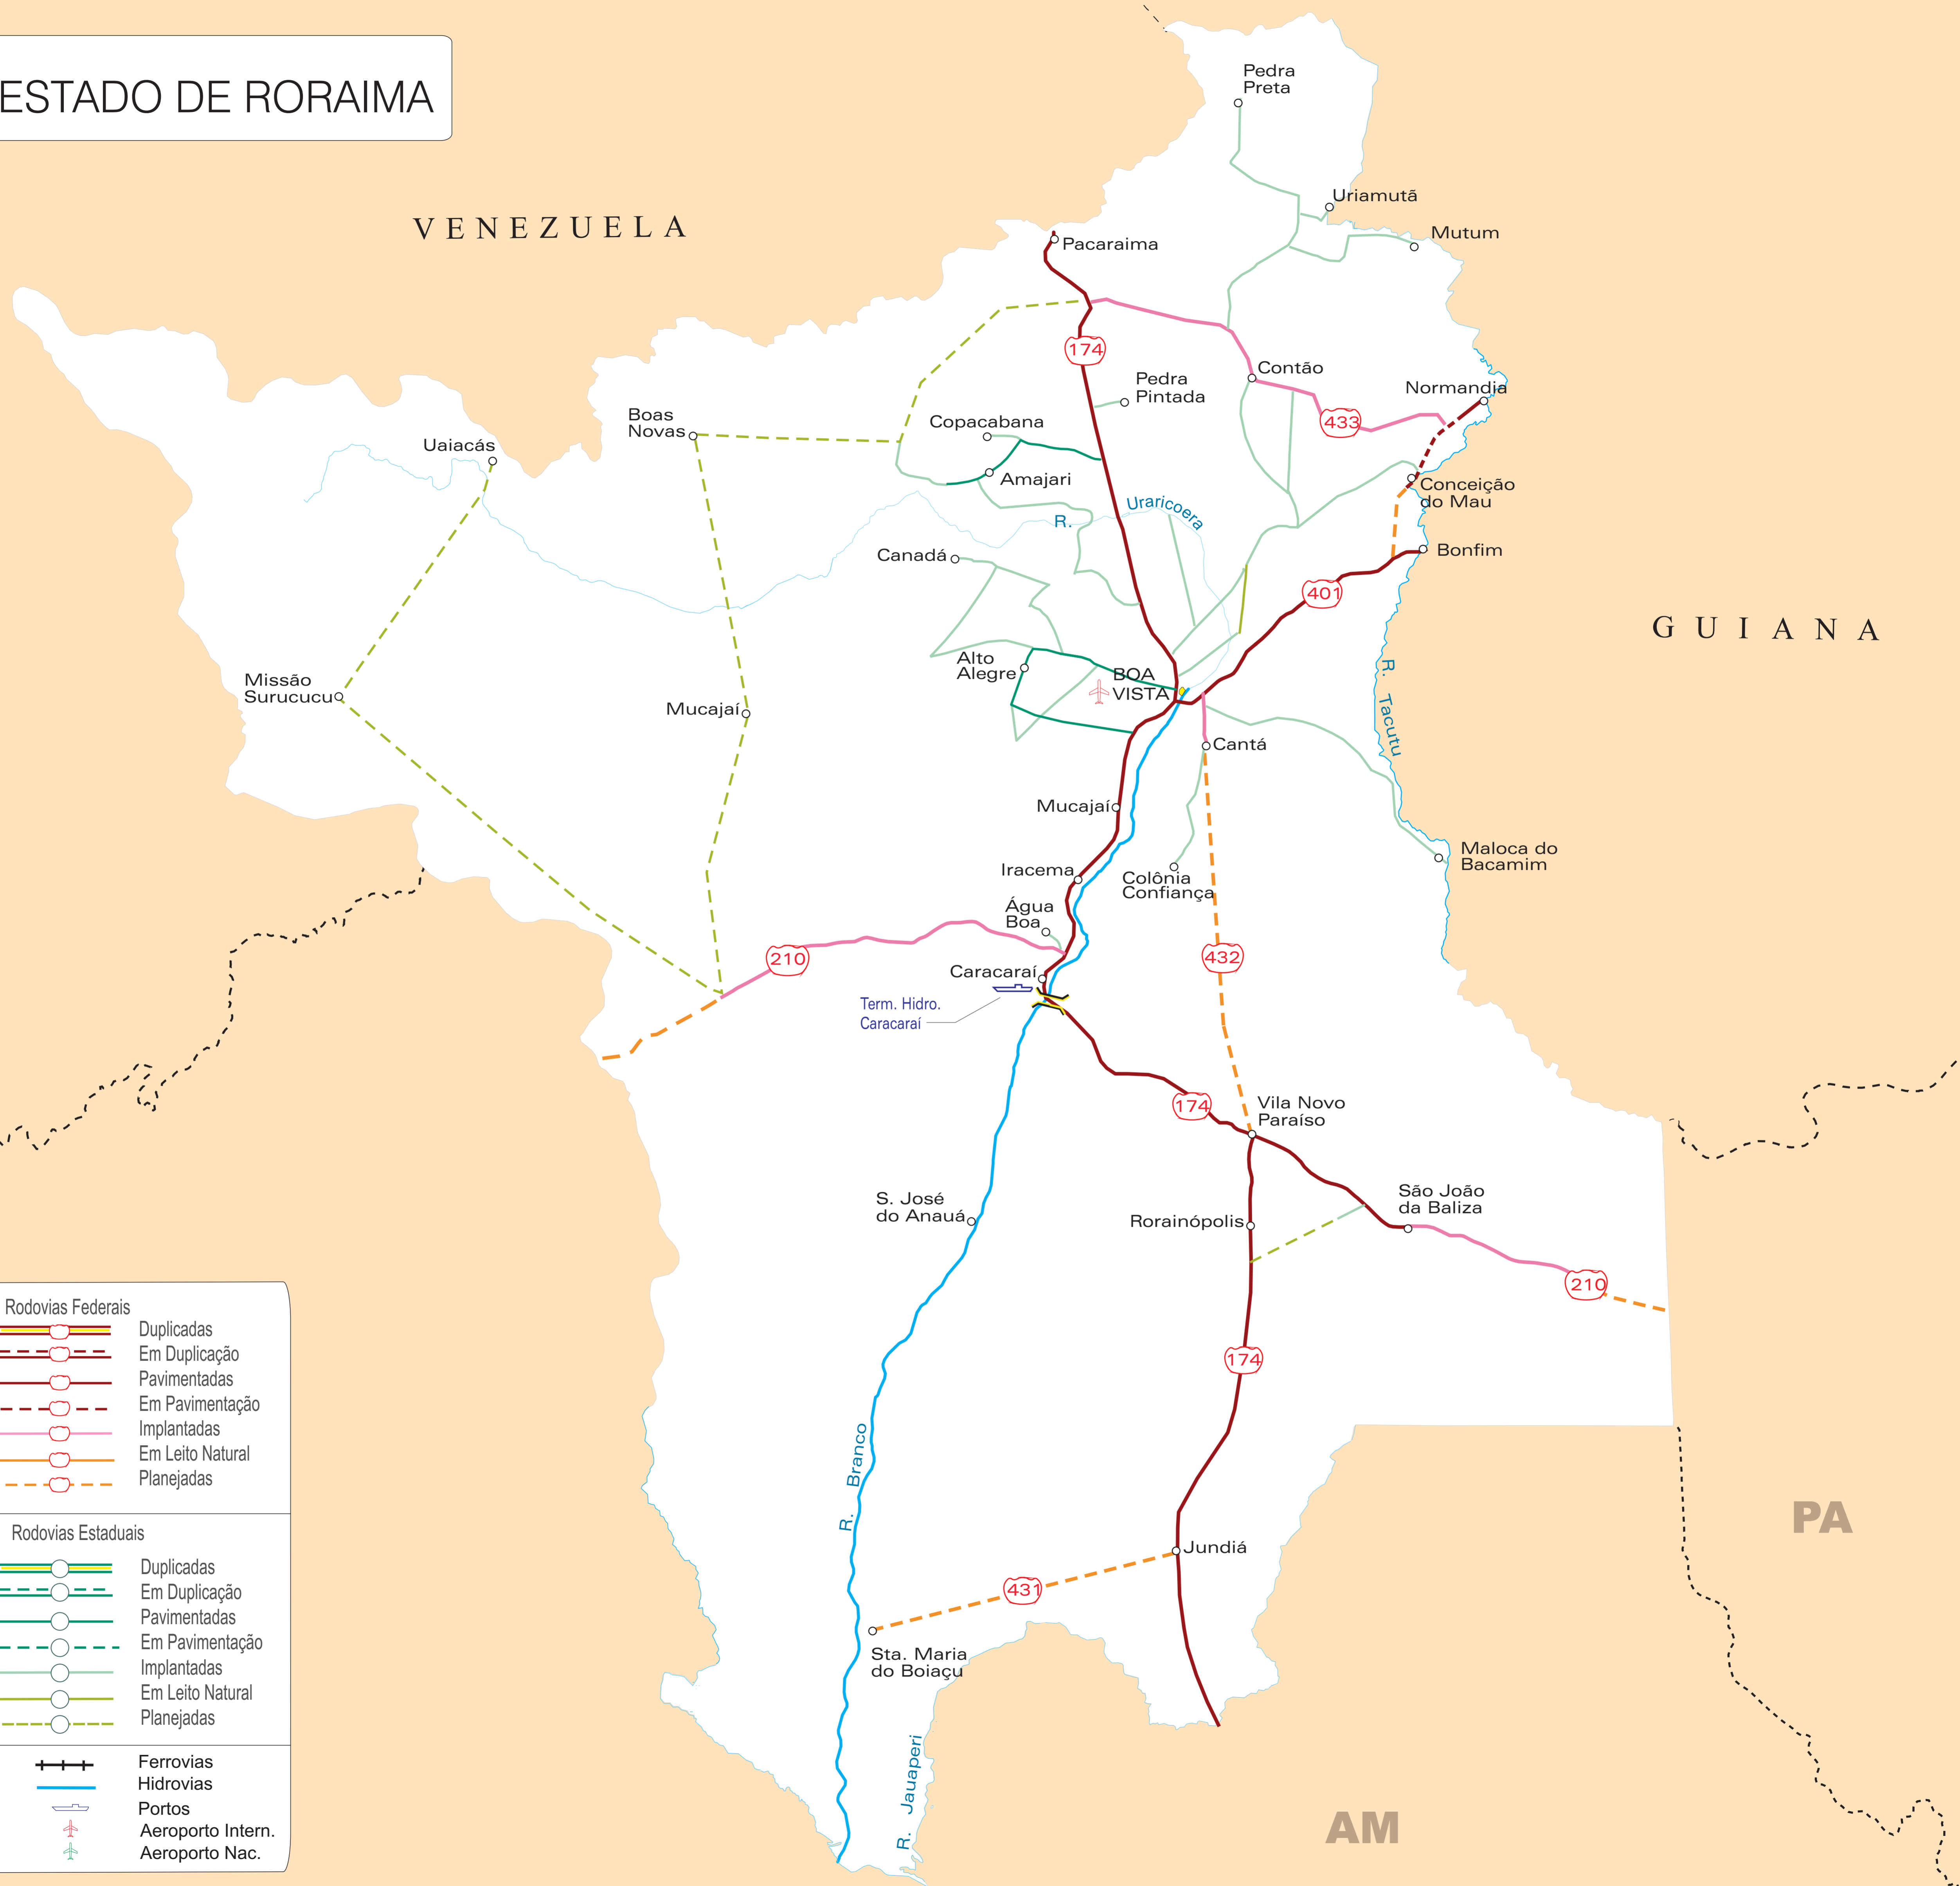 ESTADO DE RORAIMA
VENEZUELA
GUIANA
PA
AM
Pedra
Preta
Uriamutã
Mutum
Pacaraima
174
Contão
Pedra
Pintada
Normandia
433
Boas
Novas
Copacabana
Uaiacás
Amajari
Conceição
do Mau
R. Uraricoera
Canadá
Bonfim
401
Alto
Alegre
BOA
VISTA
R. Tacutu
Missão
Surucucu
Mucajaí
Cantá
Mucajaí
Maloca do
Bacamim
Iracema
Colônia
Confiança
Água
Boa
210
432
Caracaraí
Term. Hidro.
Caracaraí
174
Vila Novo
Paraíso
S. José
do Anauá
Rorainópolis
São João
da Baliza
210
174
R. Branco
Jundiá
431
Sta. Maria
do Boiaçu
R. Jauaperi
Rodovias Federais
Duplicadas
Em Duplicação
Pavimentadas
Em Pavimentação
Implantadas
Em Leito Natural
Planejadas
Rodovias Estaduais
Duplicadas
Em Duplicação
Pavimentadas
Em Pavimentação
Implantadas
Em Leito Natural
Planejadas
Ferrovias
Hidrovias
Portos
Aeroporto Intern.
Aeroporto Nac.